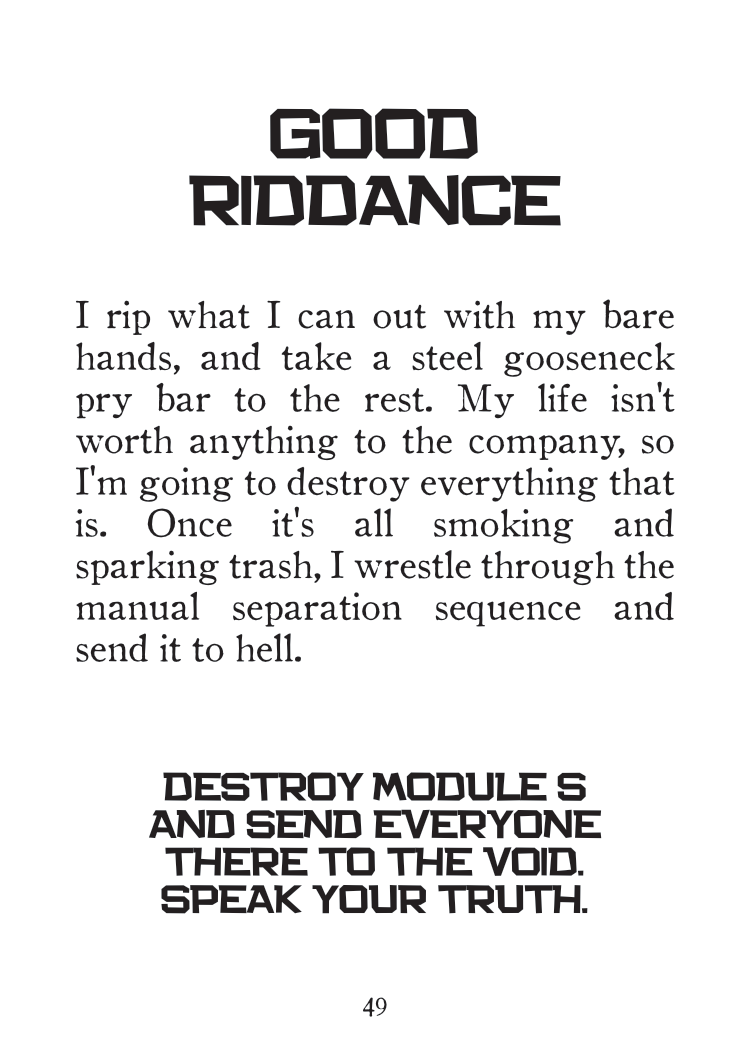 GOOD
RIDDANCE
I rip what I can out with my bare
hands, and take a steel gooseneck
pry bar to the rest. My life isn't
worth anything to the company, so
I'm going to destroy everything that
is. Once it's all smoking and
sparking trash, I wrestle through the
manual separation sequence and
send it to hell.
DESTROY MODULE S
AND SEND EVERYONE
THERE TO THE VOID.
SPEAK YOUR TRUTH.
49